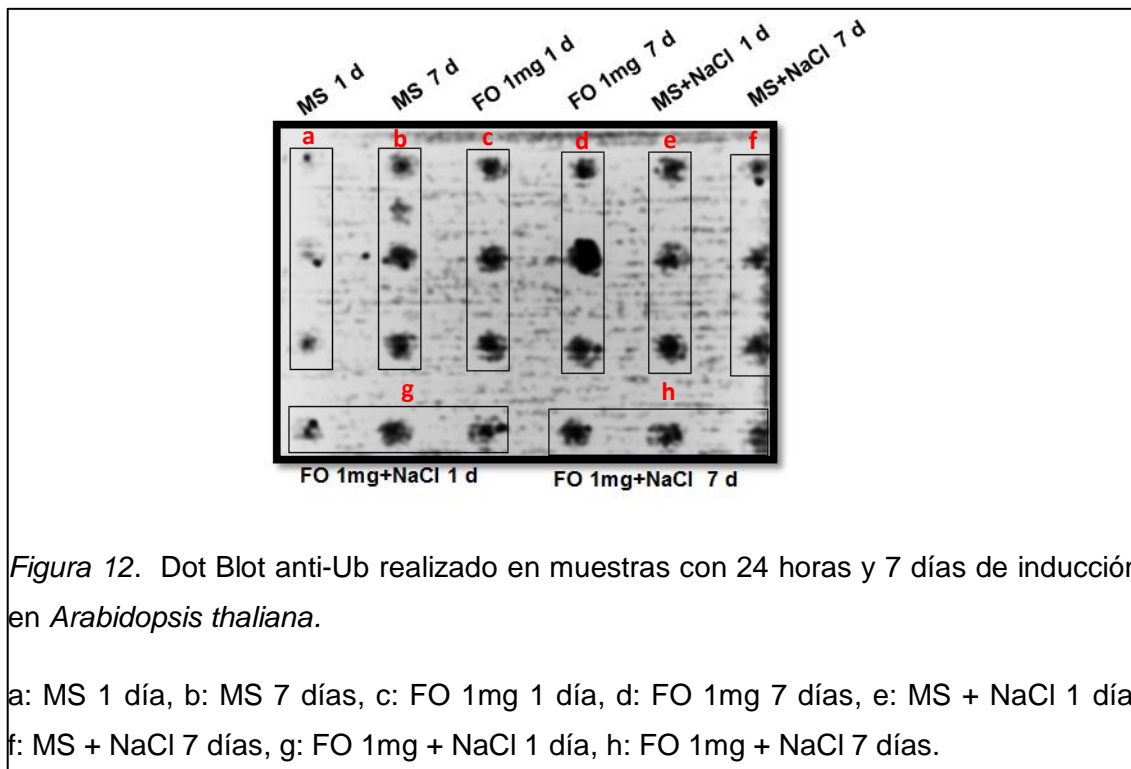 MS 1 d
MS 7 d
FO 1mg 1 d
FO 1mg 7 d
MS+NaCl 1 d
MS+NaCl 7 d
a b c d e f
g h
FO 1mg+NaCl 1 d FO 1mg+NaCl 7 d
Figura 12. Dot Blot anti-Ub realizado en muestras con 24 horas y 7 días de inducción
en Arabidopsis thaliana.
a: MS 1 día, b: MS 7 días, c: FO 1mg 1 día, d: FO 1mg 7 días, e: MS + NaCl 1 día
f: MS + NaCl 7 días, g: FO 1mg + NaCl 1 día, h: FO 1mg + NaCl 7 días.